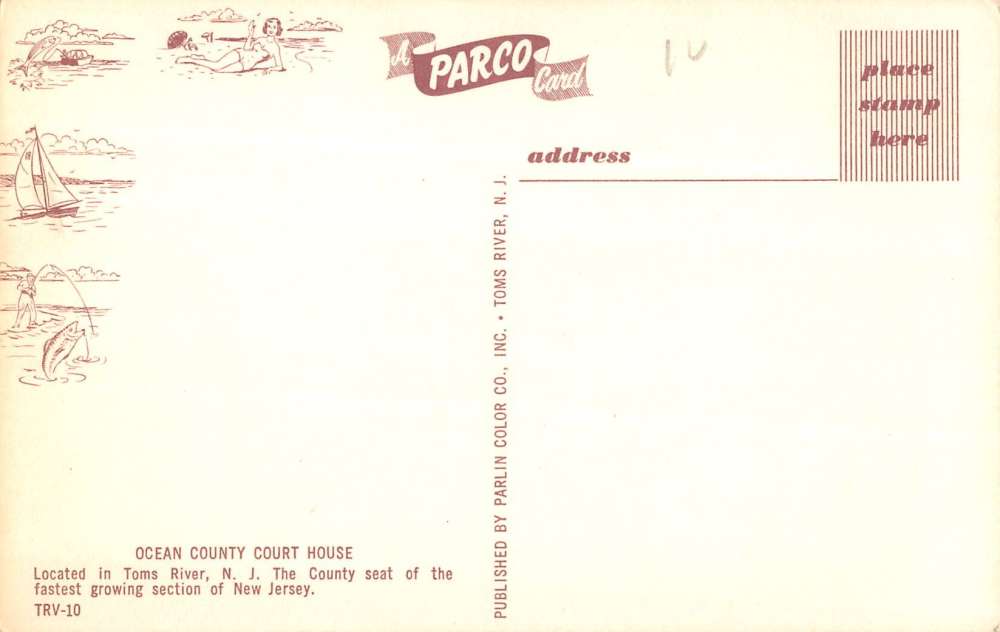 A PARCO Card
10
place
stamp
here
address
PUBLISHED BY PARLIN COLOR CO., INC. • TOMS RIVER, N. J.
OCEAN COUNTY COURT HOUSE
Located in Toms River, N. J. The County seat of the
fastest growing section of New Jersey.
TRV-10